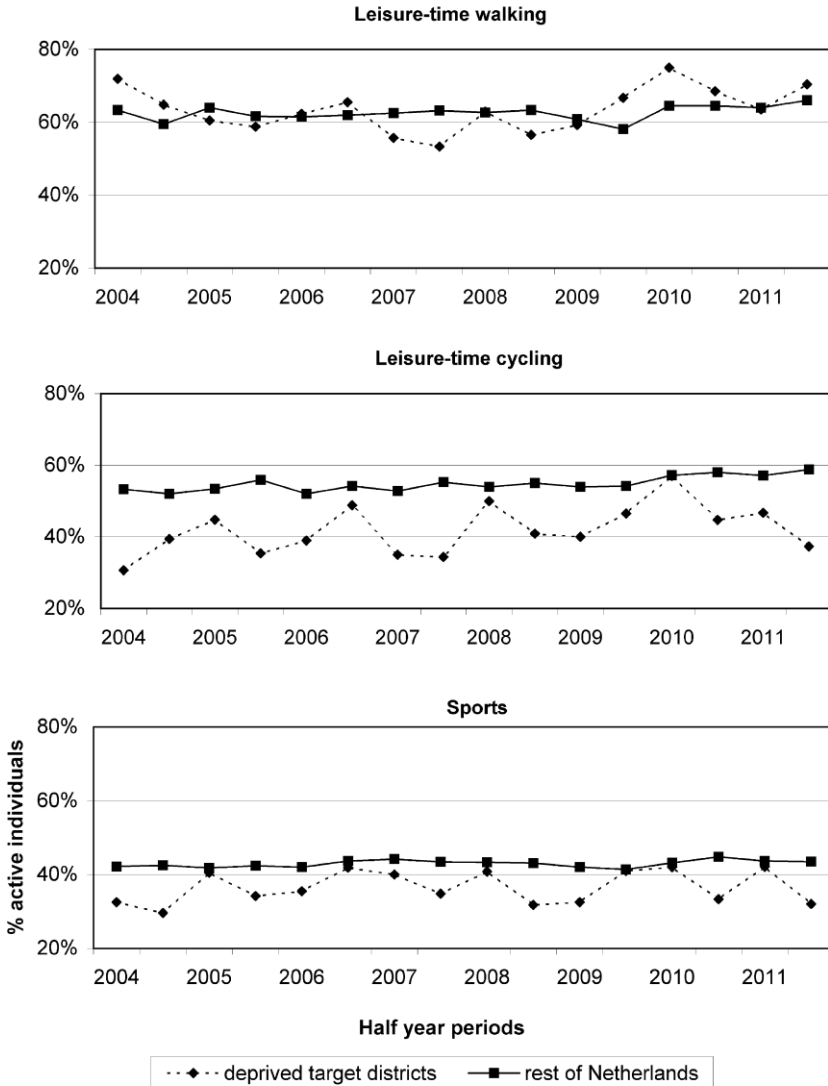 Leisure-time walking
80%
60%
40%
20%
2004 2005 2006 2007 2008 2009 2010 2011
Leisure-time cycling
80%
60%
40%
20%
2004 2005 2006 2007 2008 2009 2010 2011
Sports
% active individuals
80%
60%
40%
20%
2004 2005 2006 2007 2008 2009 2010 2011
Half year periods
deprived target districts rest of Netherlands